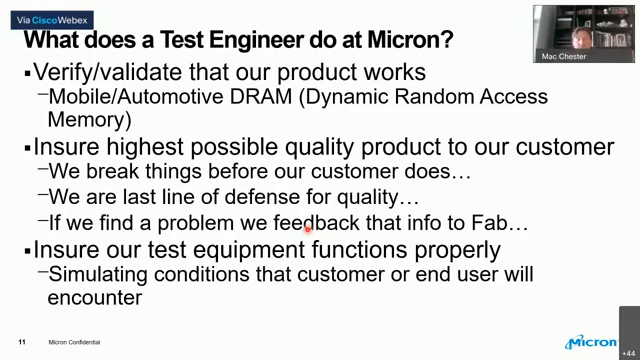 Via Cisco Webex
What does a Test Engineer do at Micron?
▪Verify/validate that our product works
–Mobile/Automotive DRAM (Dynamic Random Access
Memory)
▪Insure highest possible quality product to our customer
–We break things before our customer does…
–We are last line of defense for quality…
–If we find a problem we feedback that info to Fab…
▪Insure our test equipment functions properly
–Simulating conditions that customer or end user will
encounter
Mac Chester
11 Micron Confidential
Micron
+44